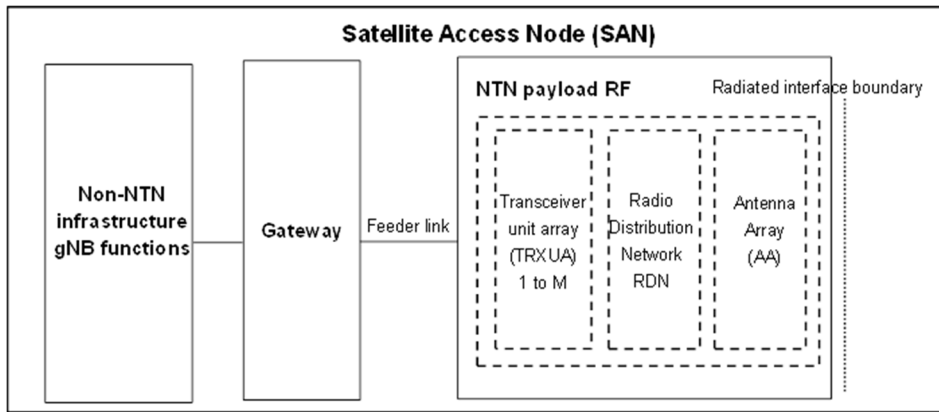 Satellite Access Node (SAN)
Non-NTN
infrastructure
gNB functions
Gateway
Feeder link
NTN payload RF
Radiated interface boundary
Transceiver
unit array
(TRXUA)
1 to M
Radio
Distribution
Network
RDN
Antenna
Array
(AA)